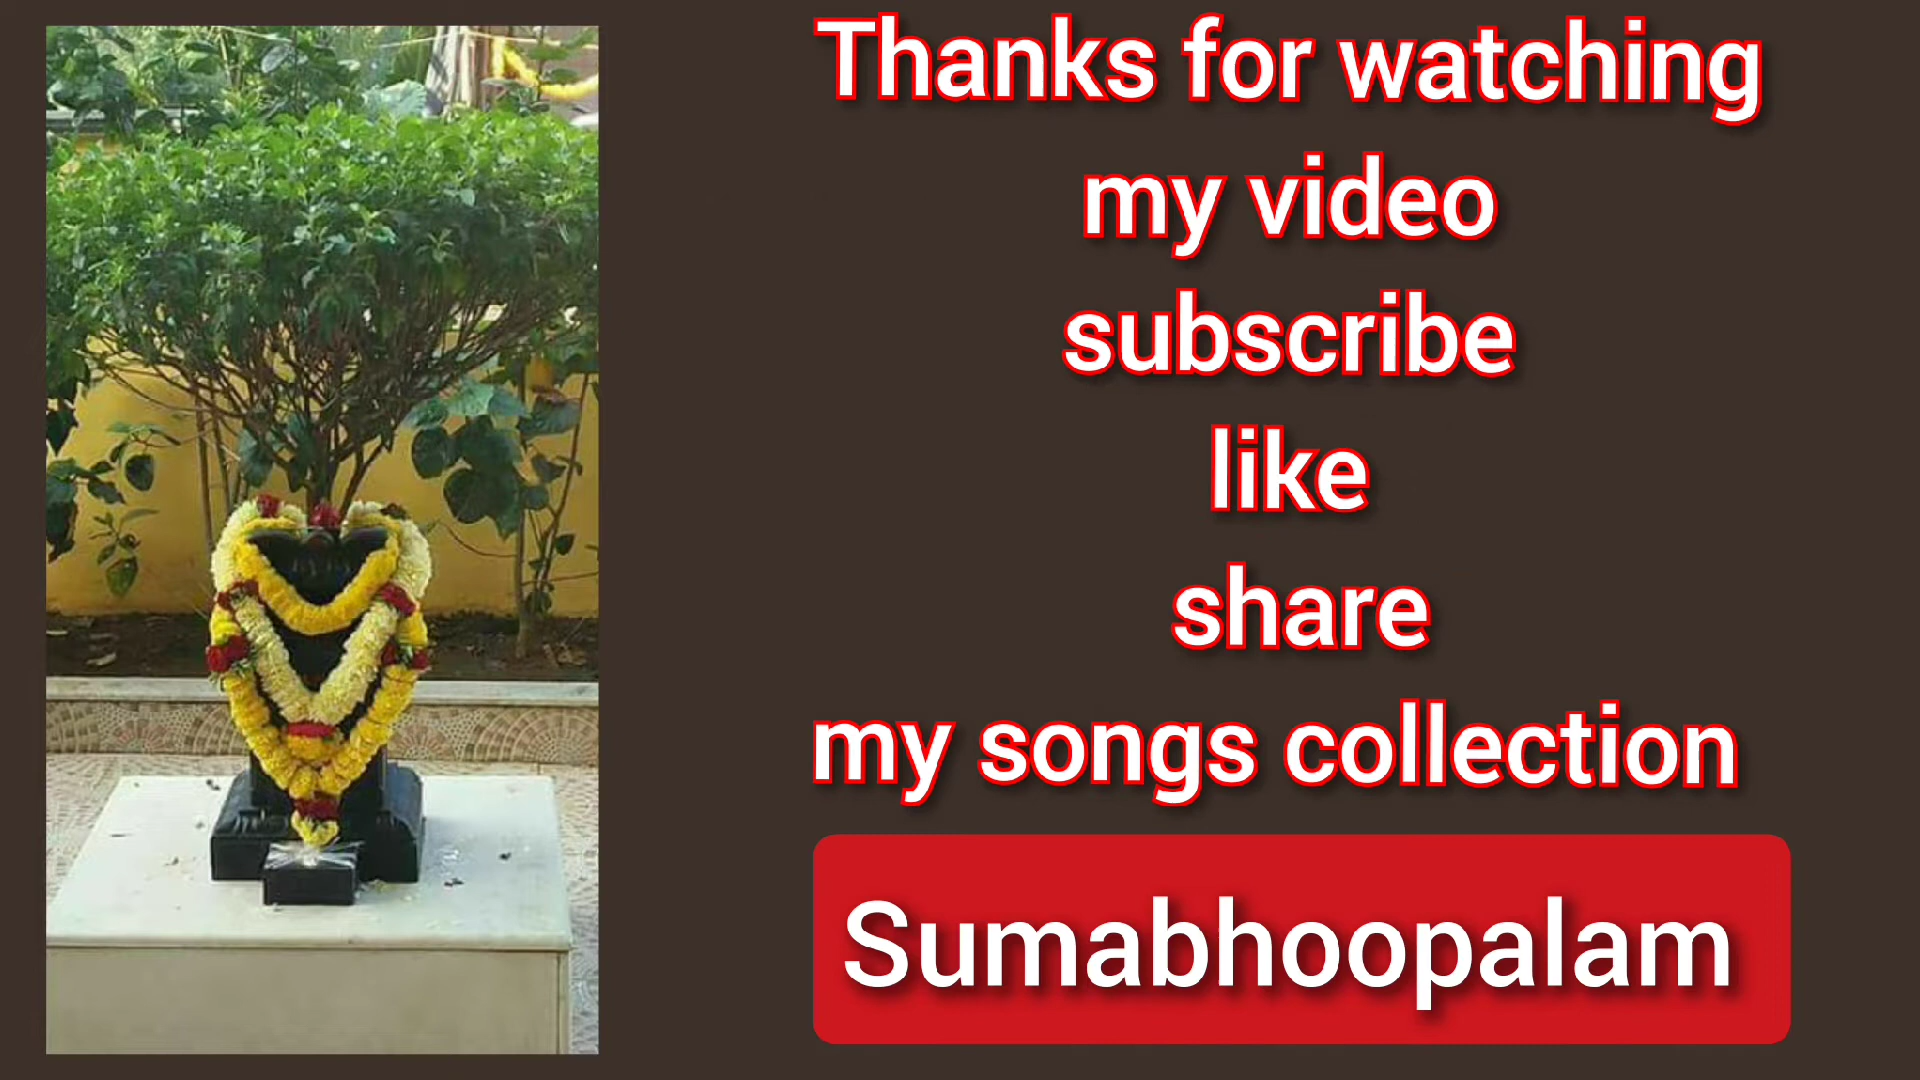 Thanks for watching
my video
subscribe
like
share
my songs collection
Sumabhoopalam